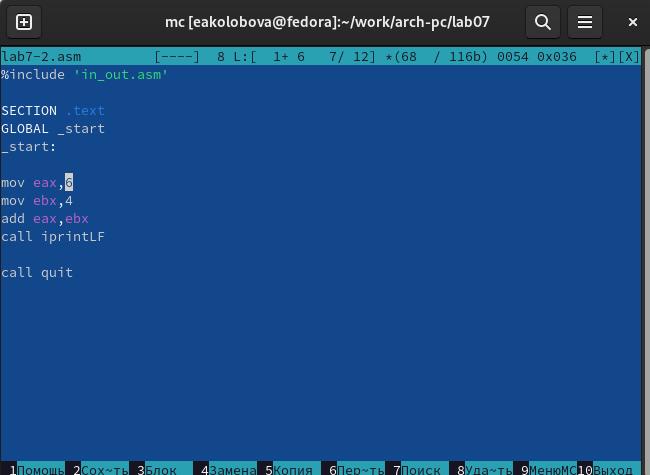 mc [eakolobova@fedora]:~/work/arch-pc/lab07
lab7-2.asm [----] 8 L:[ 1+ 6 7/ 12] *(68 / 116b) 0054 0x036 [*][X]
%include 'in_out.asm'
SECTION .text
GLOBAL _start
_start:
mov eax,6
mov ebx,4
add eax,ebx
call iprintLF
call quit
1Помощь 2Сох~ть 3Блок 4Замена 5Копия 6Пер~ть 7Поиск 8Уда~ть 9МенюMC 10Выход